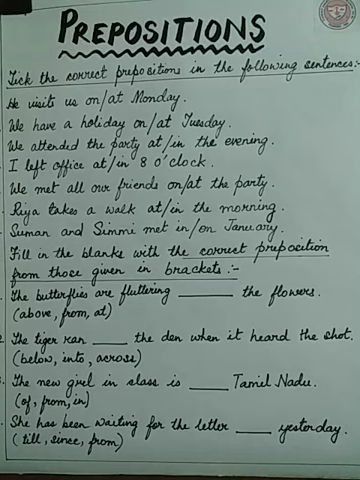 PREPOSITIONS
Tick the correct prepositions in the following sentences:-
He visits us on/at Monday.
We have a holiday on/at Tuesday.
We attended the party at/in the evening.
I left office at/in 8 o'clock.
We met all our friends on/at the party.
Riya takes a walk at/in the morning.
Suman and Simmi met in/on January.
Fill in the blanks with the correct preposition
from those given in brackets:-
The butterflies are fluttering ______ the flowers.
(above, from, at)
The tiger ran ____ the den when it heard the shot.
(below, into, across)
The new girl in class is ____ Tamil Nadu.
(of, from, in)
She has been waiting for the letter ____ yesterday.
(till, since, from)